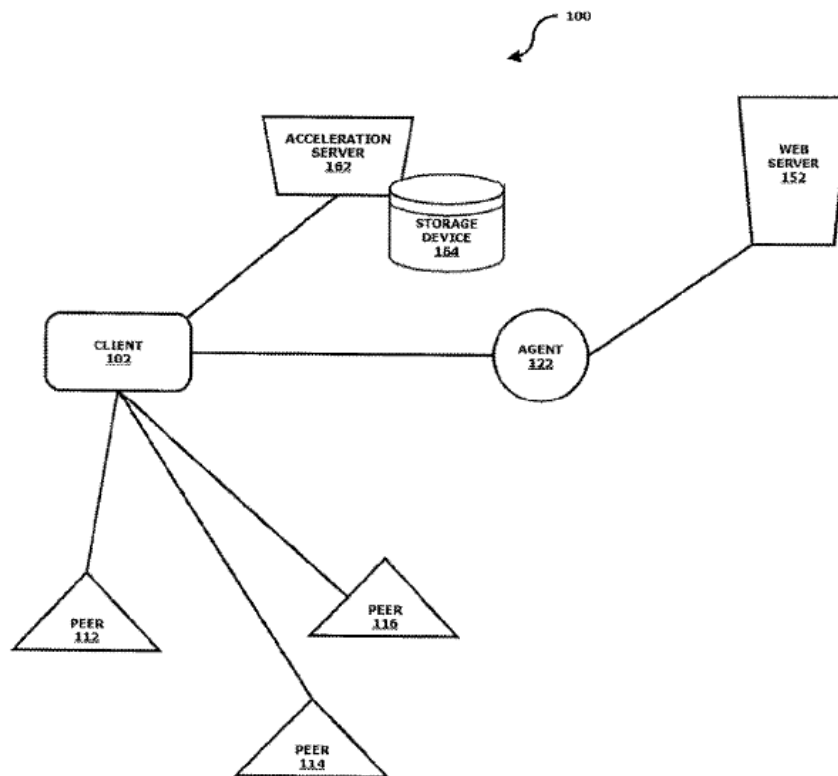 100
ACCELERATION
SERVER
162
WEB
SERVER
152
STORAGE
DEVICE
164
CLIENT
102
AGENT
122
PEER
112
PEER
116
PEER
114